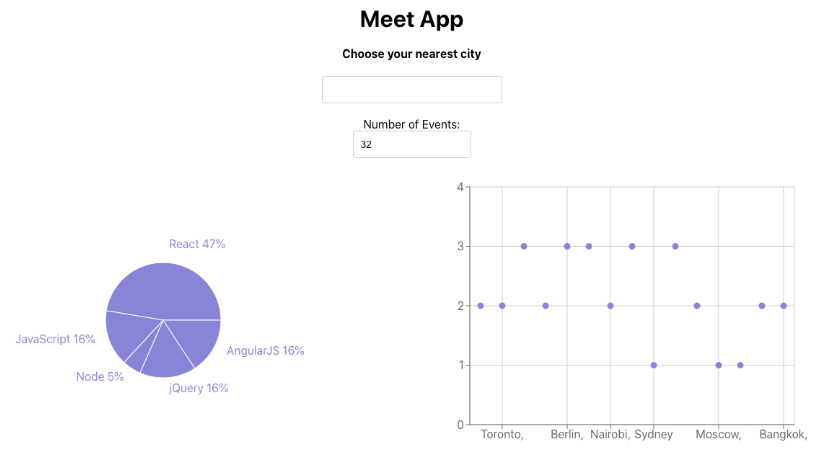 Meet App
Choose your nearest city
Number of Events:
32
React 47%
JavaScript 16%
Node 5%
jQuery 16%
AngularJS 16%
4
3
2
1
0
Toronto, Berlin, Nairobi, Sydney Moscow, Bangkok,